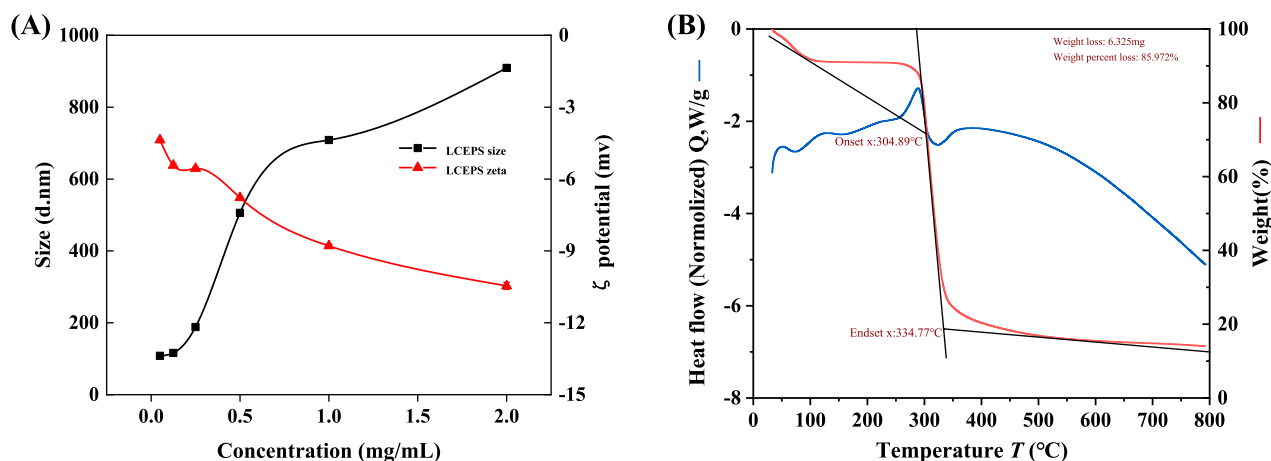 (A)
1000
800
600
400
200
0
Size (d.nm)
0.0
0.5
1.0
1.5
2.0
Concentration (mg/mL)
0
-3
-6
-9
-12
-15
ζ potential (mv)
LCEPS size
LCEPS zeta
(B)
0
-2
-4
-6
-8
Heat flow (Normolized) Q,W/g
0
100
200
300
400
500
600
700
800
Temperature T (°C)
100
80
60
40
20
0
Weight(%)
Weight loss: 6.325mg
Weight percent loss: 85.972%
Onset x:304.89°C
Endset x:334.77°C